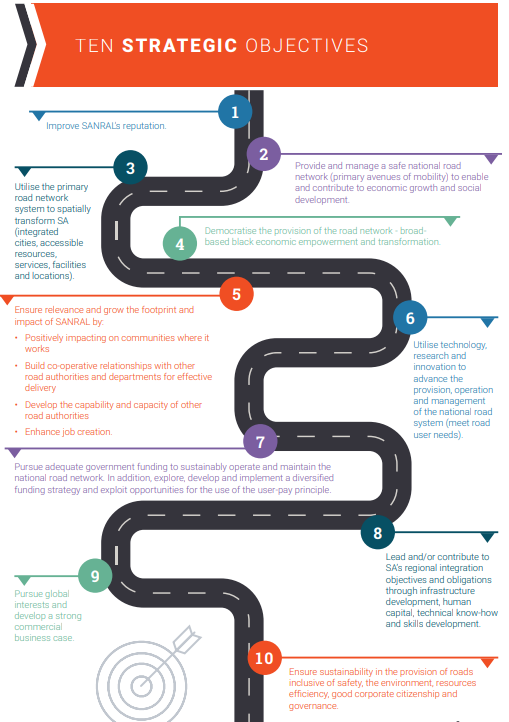 TEN STRATEGIC OBJECTIVES
1
Improve SANRAL's reputation.
2
Provide and manage a safe national road
network (primary avenues of mobility) to enable
and contribute to economic growth and social
development.
3
Utilise the primary
road network
system to spatially
transform SA
(integrated
cities, accessible
resources,
services, facilities
and locations).
4
Democratise the provision of the road network - broad-
based black economic empowerment and transformation.
5
Ensure relevance and grow the footprint and
impact of SANRAL by:
• Positively impacting on communities where it
works
• Build co-operative relationships with other
road authorities and departments for effective
delivery
• Develop the capability and capacity of other
road authorities
• Enhance job creation.
6
Utilise technology,
research and
innovation to
advance the
provision, operation
and management
of the national road
system (meet road
user needs).
7
Pursue adequate government funding to sustainably operate and maintain the
national road network. In addition, explore, develop and implement a diversified
funding strategy and exploit opportunities for the use of the user-pay principle.
8
Lead and/or contribute to
SA's regional integration
objectives and obligations
through infrastructure
development, human
capital, technical know-how
and skills development.
9
Pursue global
interests and
develop a strong
commercial
business case.
10
Ensure sustainability in the provision of roads
inclusive of safety, the environment, resources
efficiency, good corporate citizenship and
governance.